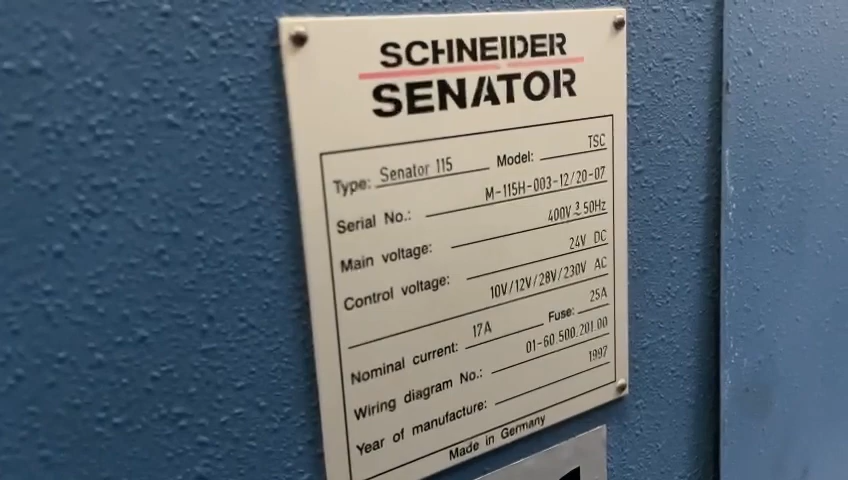 SCHNEIDER
SENATOR
Type: Senator 115 Model: TSC
Serial No.: M-115H-003-12/20-07
Main voltage: 400V 3~50Hz
Control voltage: 24V DC
10V/12V/28V/230V AC
Nominal current: 17A Fuse: 25A
Wiring diagram No.: 01-60.500.201.00
Year of manufacture: 1997
Made in Germany